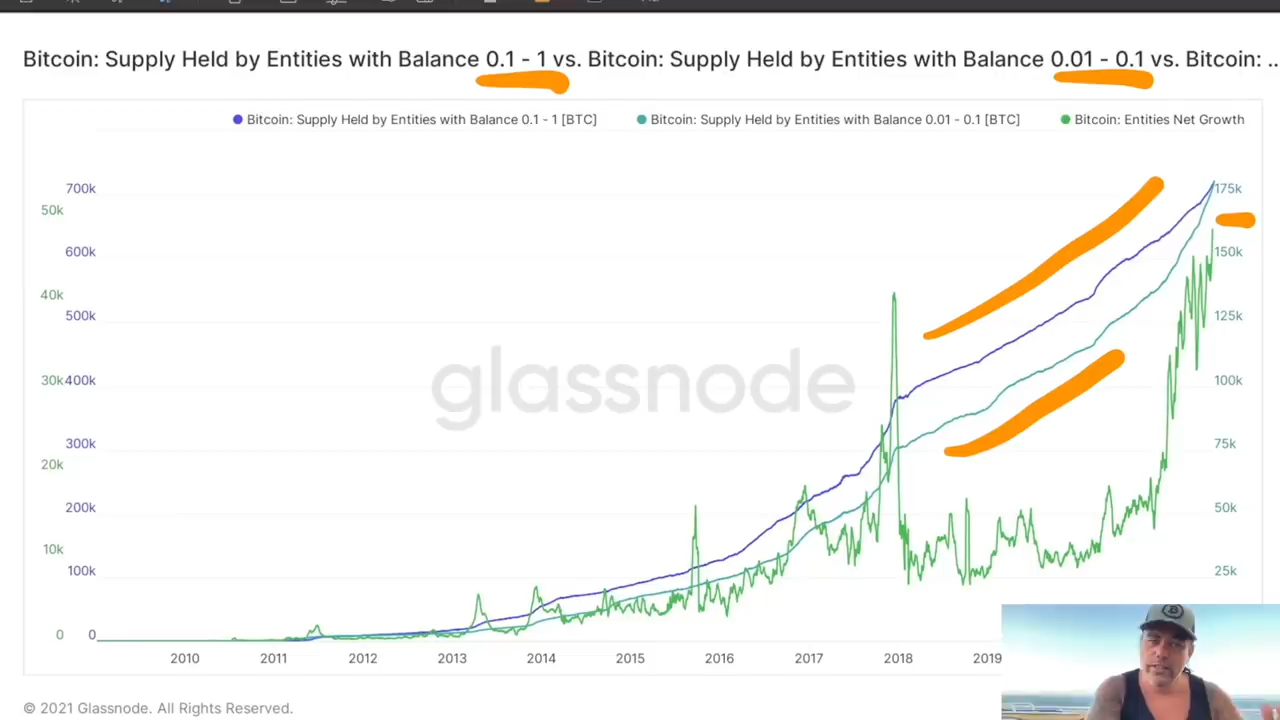 Bitcoin: Supply Held by Entities with Balance 0.1 - 1 vs. Bitcoin: Supply Held by Entities with Balance 0.01 - 0.1 vs. Bitcoin: ...
Bitcoin: Supply Held by Entities with Balance 0.1 - 1 [BTC] Bitcoin: Supply Held by Entities with Balance 0.01 - 0.1 [BTC] Bitcoin: Entities Net Growth
700k 175k
50k
600k 150k
40k
500k 125k
30k 400k 100k
glassnode
300k 75k
20k
200k 50k
10k
100k 25k
0 0
2010 2011 2012 2013 2014 2015 2016 2017 2018 2019
B
© 2021 Glassnode. All Rights Reserved.